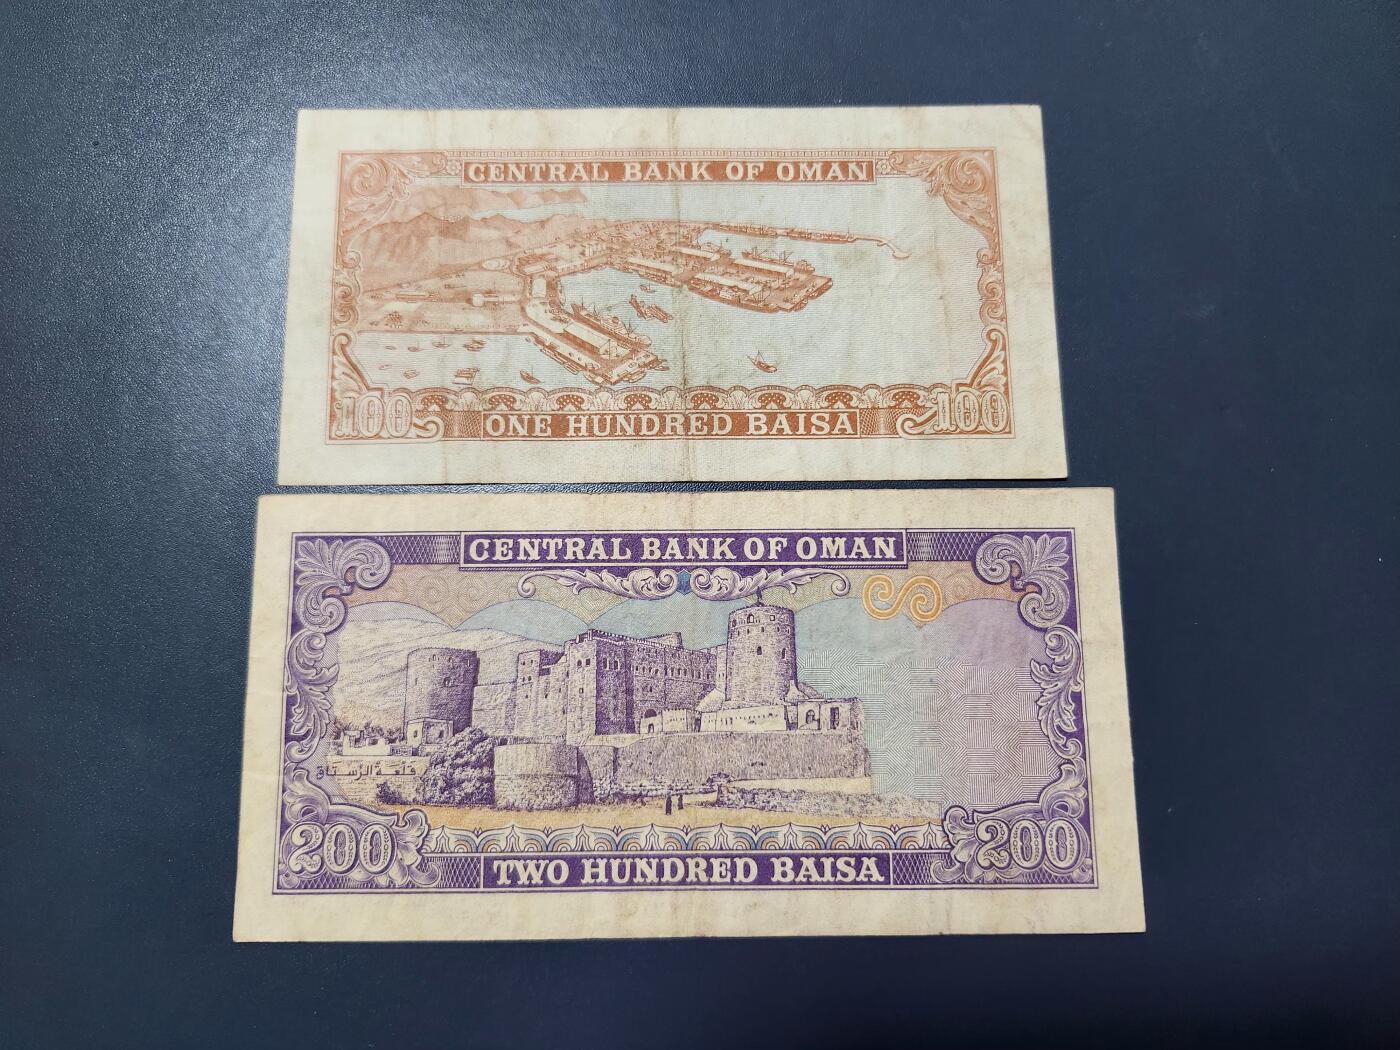 CENTRAL BANK OF OMAN
100
ONE HUNDRED BAISA
100
CENTRAL BANK OF OMAN
قلعة الرستاق
200
TWO HUNDRED BAISA
200